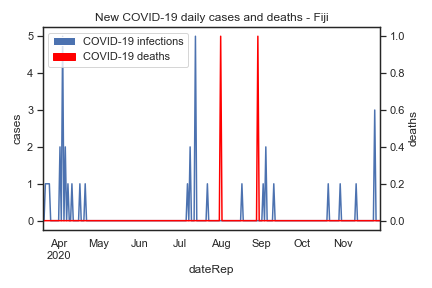 New COVID-19 daily cases and deaths - Fiji
COVID-19 infections
COVID-19 deaths
5
4
3
2
1
0
cases
1.0
0.8
0.6
0.4
0.2
0.0
deaths
Apr May Jun Jul Aug Sep Oct Nov
2020
dateRep